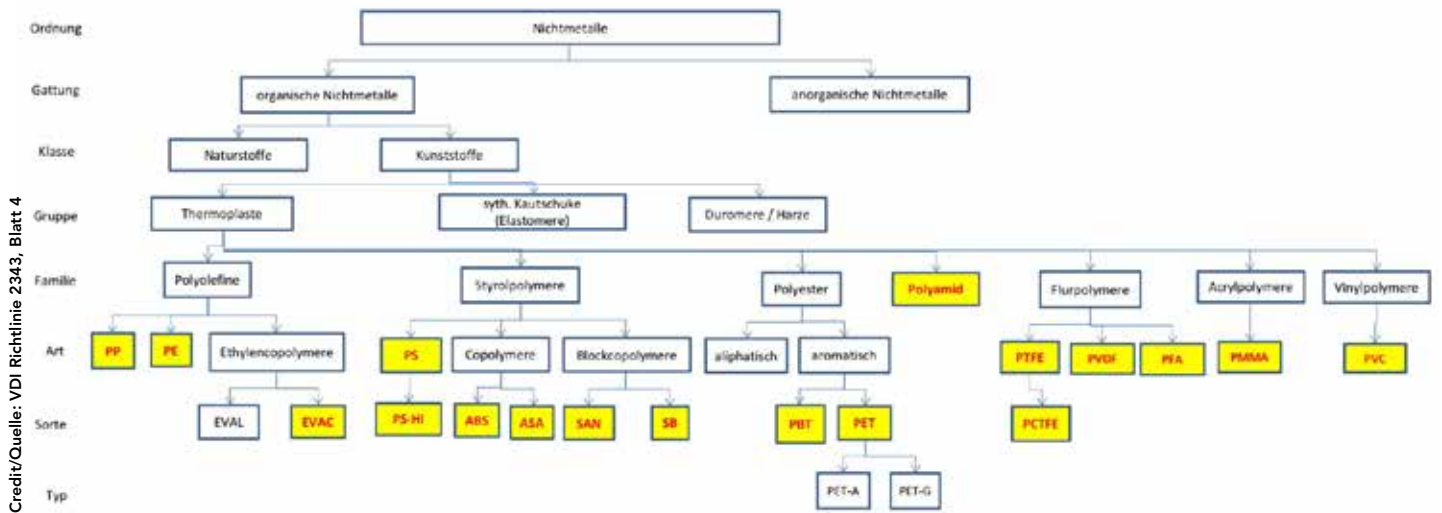 Ordnung
Nichtmetalle
Gattung
organische Nichtmetalle
anorganische Nichtmetalle
Klasse
Naturstoffe
Kunststoffe
Gruppe
Thermoplaste
syth. Kautschuke
(Elastomere)
Duromere / Harze
Familie
Polyolefine
Styrolpolymere
Polyester
Polyamid
Flurpolymere
Acrylpolymere
Vinylpolymere
Art
PP
PE
Ethylencopolymere
PS
Copolymere
Blockcopolymere
aliphatisch
aromatisch
PTFE
PVDF
PFA
PMMA
PVC
Sorte
EVAL
EVAC
PS-HI
ABS
ASA
SAN
SB
PBT
PET
PCTFE
Typ
PET-A
PET-G
Credit/Quelle: VDI Richtlinie 2343, Blatt 4